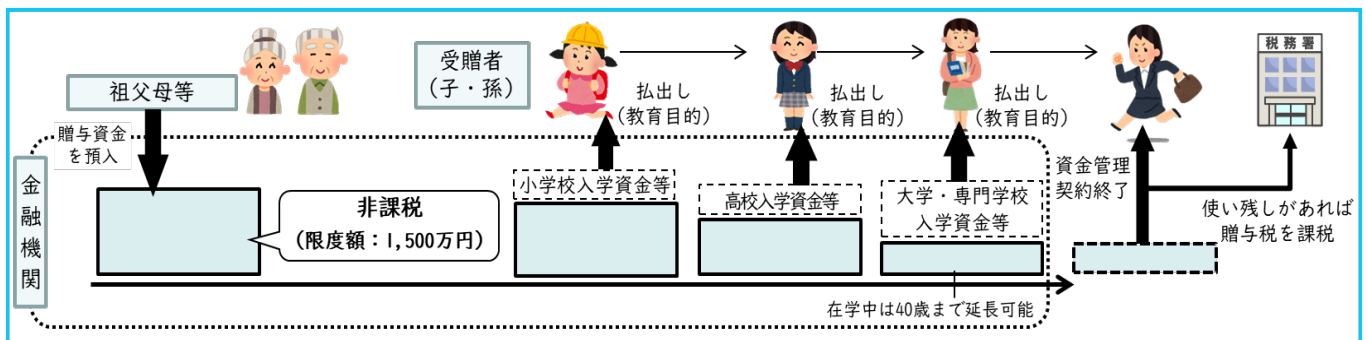 祖父母等
贈与資金
を預入
金融機関
非課税
(限度額：1,500万円)
受贈者
(子・孫)
払出し
(教育目的)
払出し
(教育目的)
払出し
(教育目的)
税務署
小学校入学資金等
高校入学資金等
大学・専門学校
入学資金等
在学中は40歳まで延長可能
資金管理
契約終了
使い残しがあれば
贈与税を課税